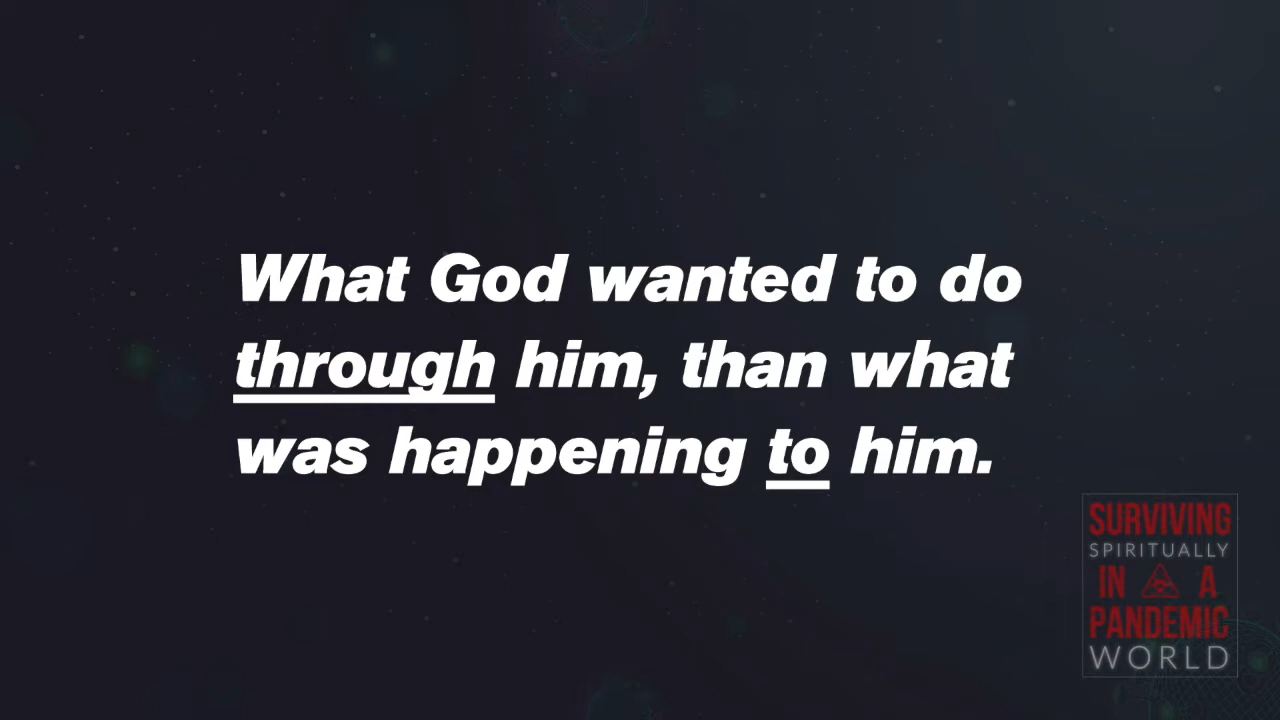 What God wanted to do
through him, than what
was happening to him.
SURVIVING
SPIRITUALLY
IN A
PANDEMIC
WORLD